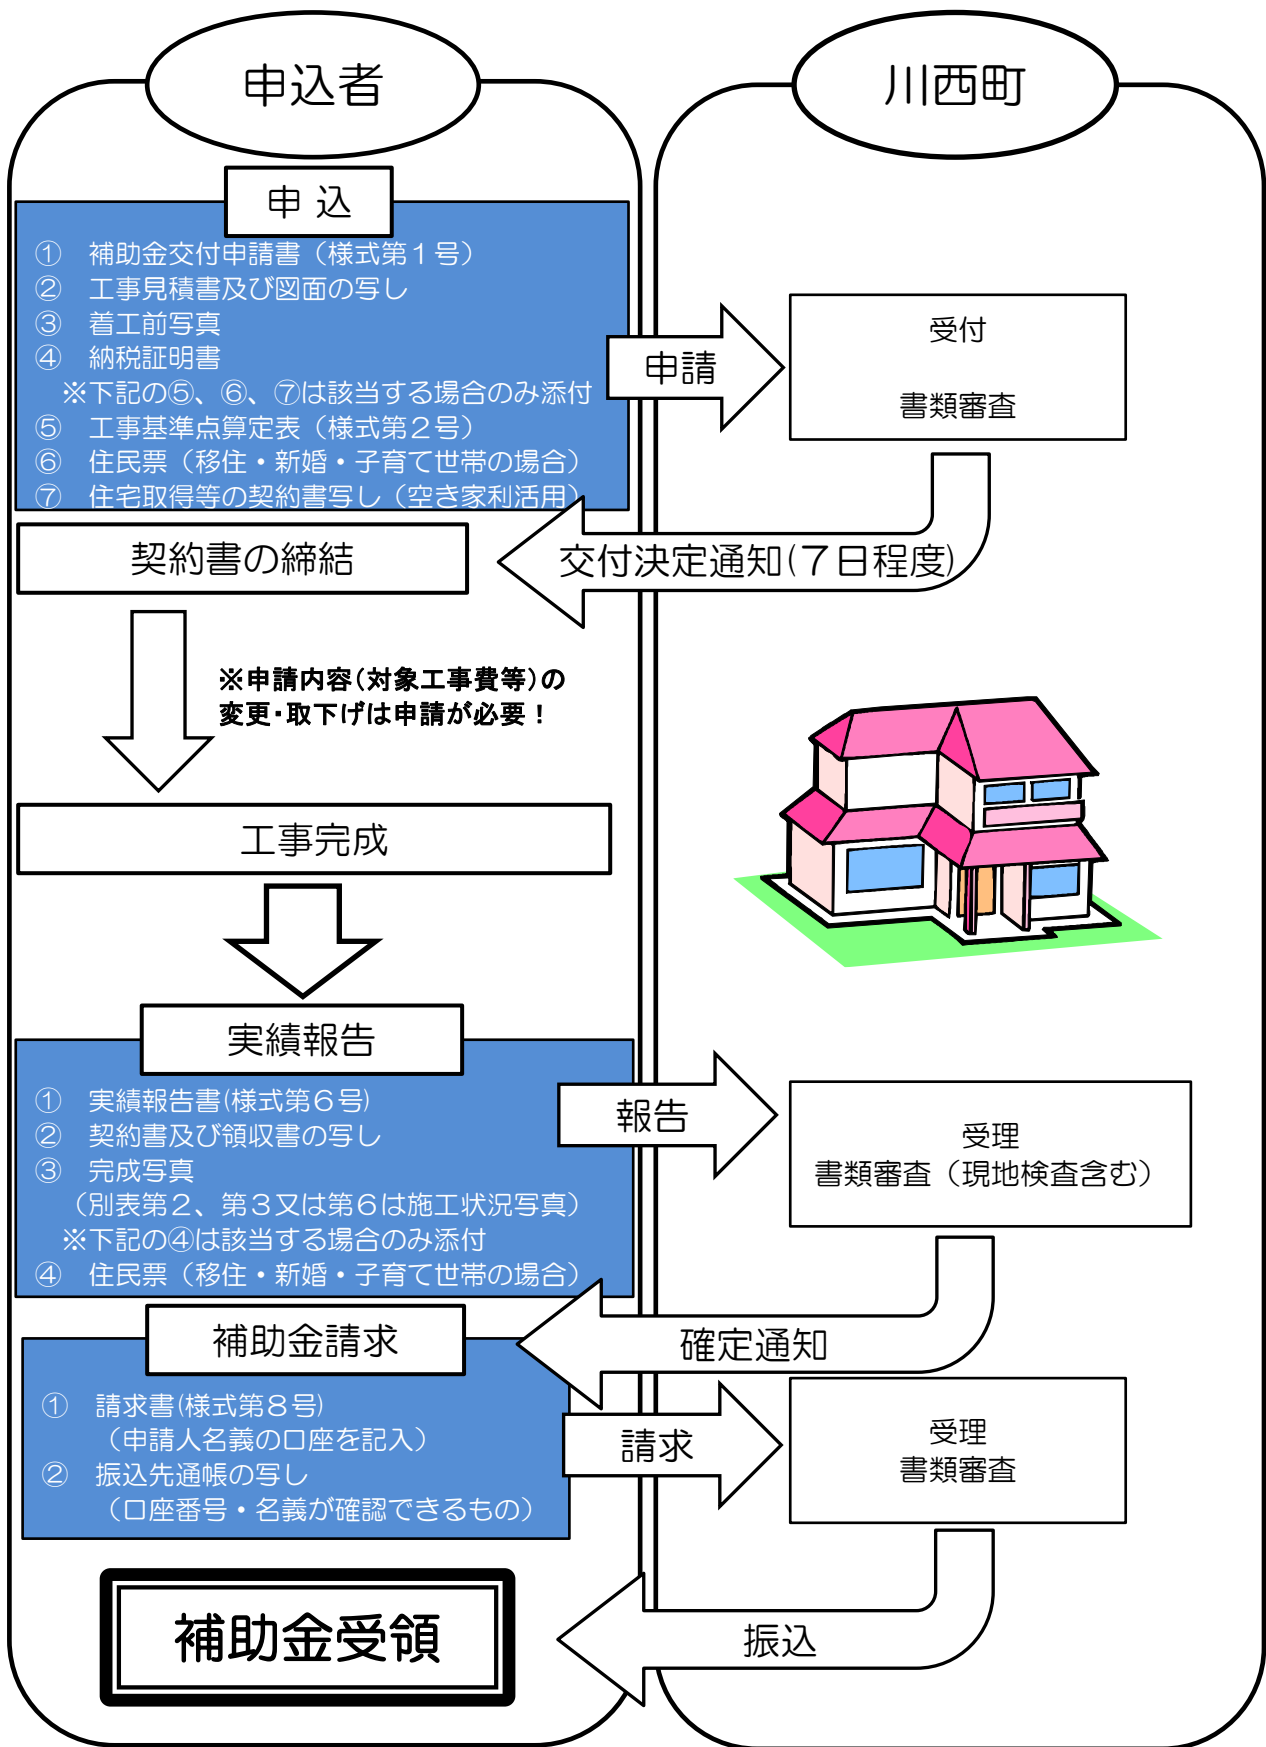 申込者
川西町
申 込
① 補助金交付申請書（様式第１号）
② 工事見積書及び図面の写し
③ 着工前写真
④ 納税証明書
※下記の⑤、⑥、⑦は該当する場合のみ添付
⑤ 工事基準点算定表（様式第２号）
⑥ 住民票（移住・新婚・子育て世帯の場合）
⑦ 住宅取得等の契約書写し（空き家利活用）
申請
受付
書類審査
交付決定通知(７日程度)
契約書の締結
※申請内容(対象工事費等)の
変更・取下げは申請が必要！
工事完成
実績報告
① 実績報告書(様式第６号)
② 契約書及び領収書の写し
③ 完成写真
（別表第２、第３又は第６は施工状況写真）
※下記の④は該当する場合のみ添付
④ 住民票（移住・新婚・子育て世帯の場合）
報告
受理
書類審査（現地検査含む）
確定通知
補助金請求
① 請求書(様式第８号)
（申請人名義の口座を記入）
② 振込先通帳の写し
（口座番号・名義が確認できるもの）
請求
受理
書類審査
振込
補助金受領